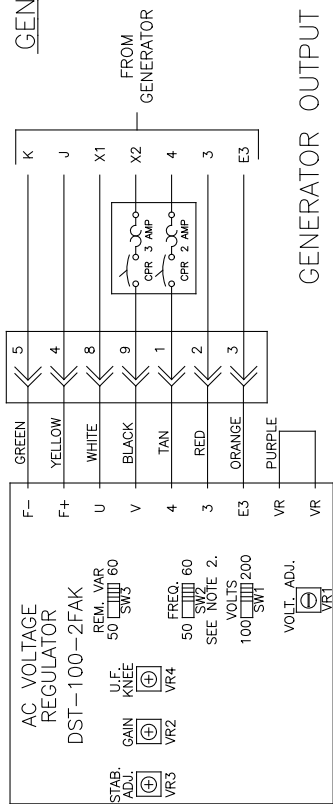 GEN
AC VOLTAGE
REGULATOR
DST-100-2FAK
STAB.
ADJ.
VR3
GAIN
VR2
U.F.
KNEE
VR4
REM. VAR
50 60
SW3
FREQ.
50 60
SW2
SEE NOTE 2.
VOLTS
100 200
SW1
VOLT. ADJ.
VR1
F- GREEN 5 K
F+ YELLOW 4 J
U WHITE 8 X1
V BLACK 9 CPR 3 AMP X2
4 TAN 1 CPR 2 AMP 4
3 RED 2 3
E3 ORANGE 3 E3
VR PURPLE
VR
FROM
GENERATOR
GENERATOR OUTPUT